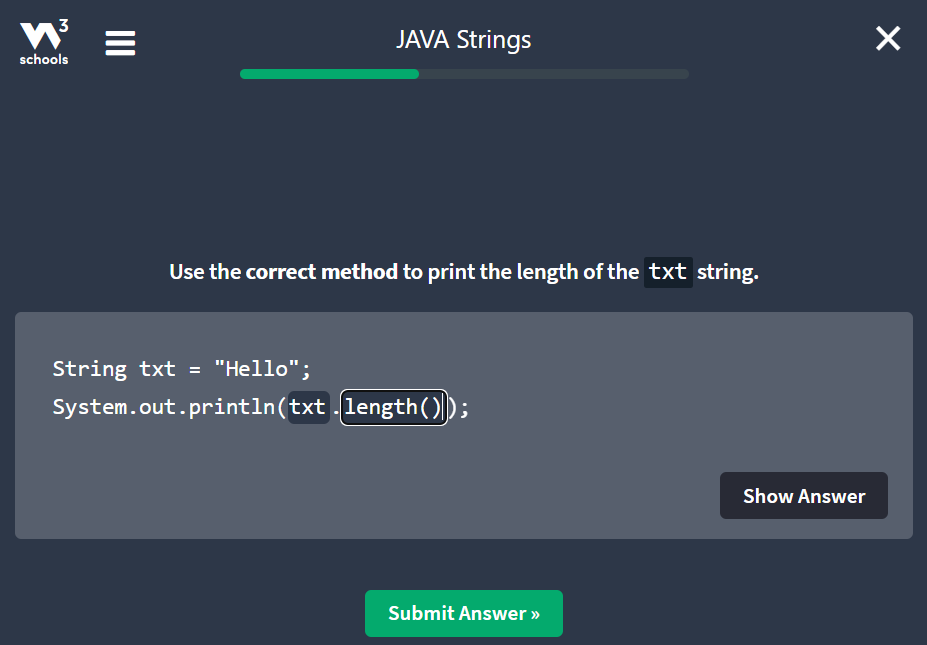 3
schools
JAVA Strings
Use the correct method to print the length of the txt string.
String txt = "Hello";
System.out.println(txt.length());
Show Answer
Submit Answer »